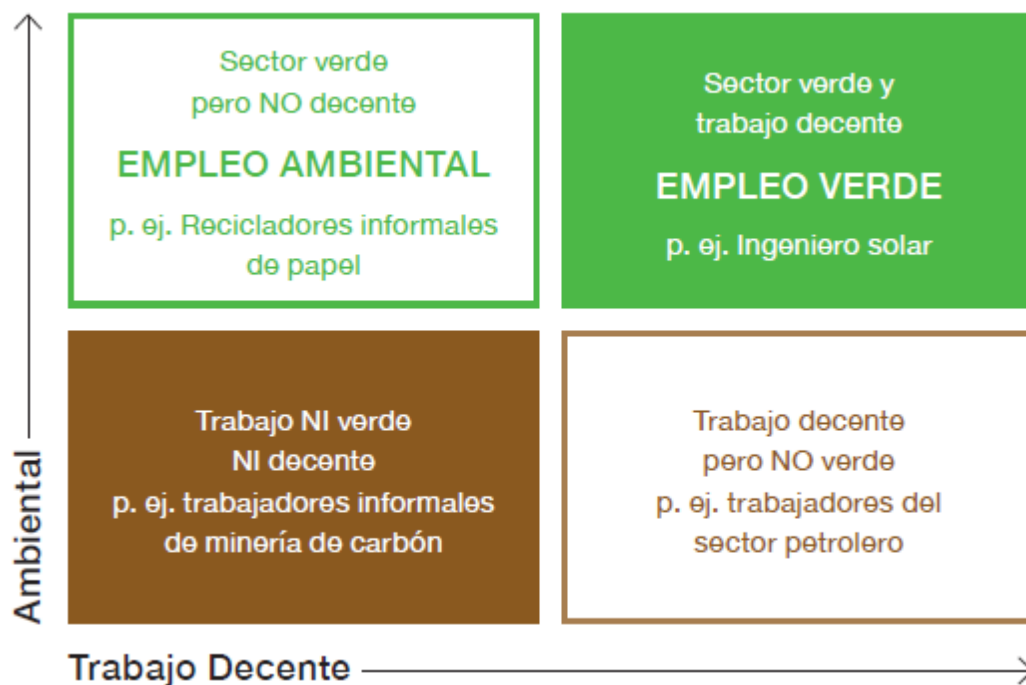 Sector verde
pero NO decente
EMPLEO AMBIENTAL
p. ej. Recicladores informales
de papel
Sector verde y
trabajo decente
EMPLEO VERDE
p. ej. Ingeniero solar
Trabajo NI verde
NI decente
p. ej. trabajadores informales
de minería de carbón
Trabajo decente
pero NO verde
p. ej. trabajadores del
sector petrolero
Ambiental
Trabajo Decente